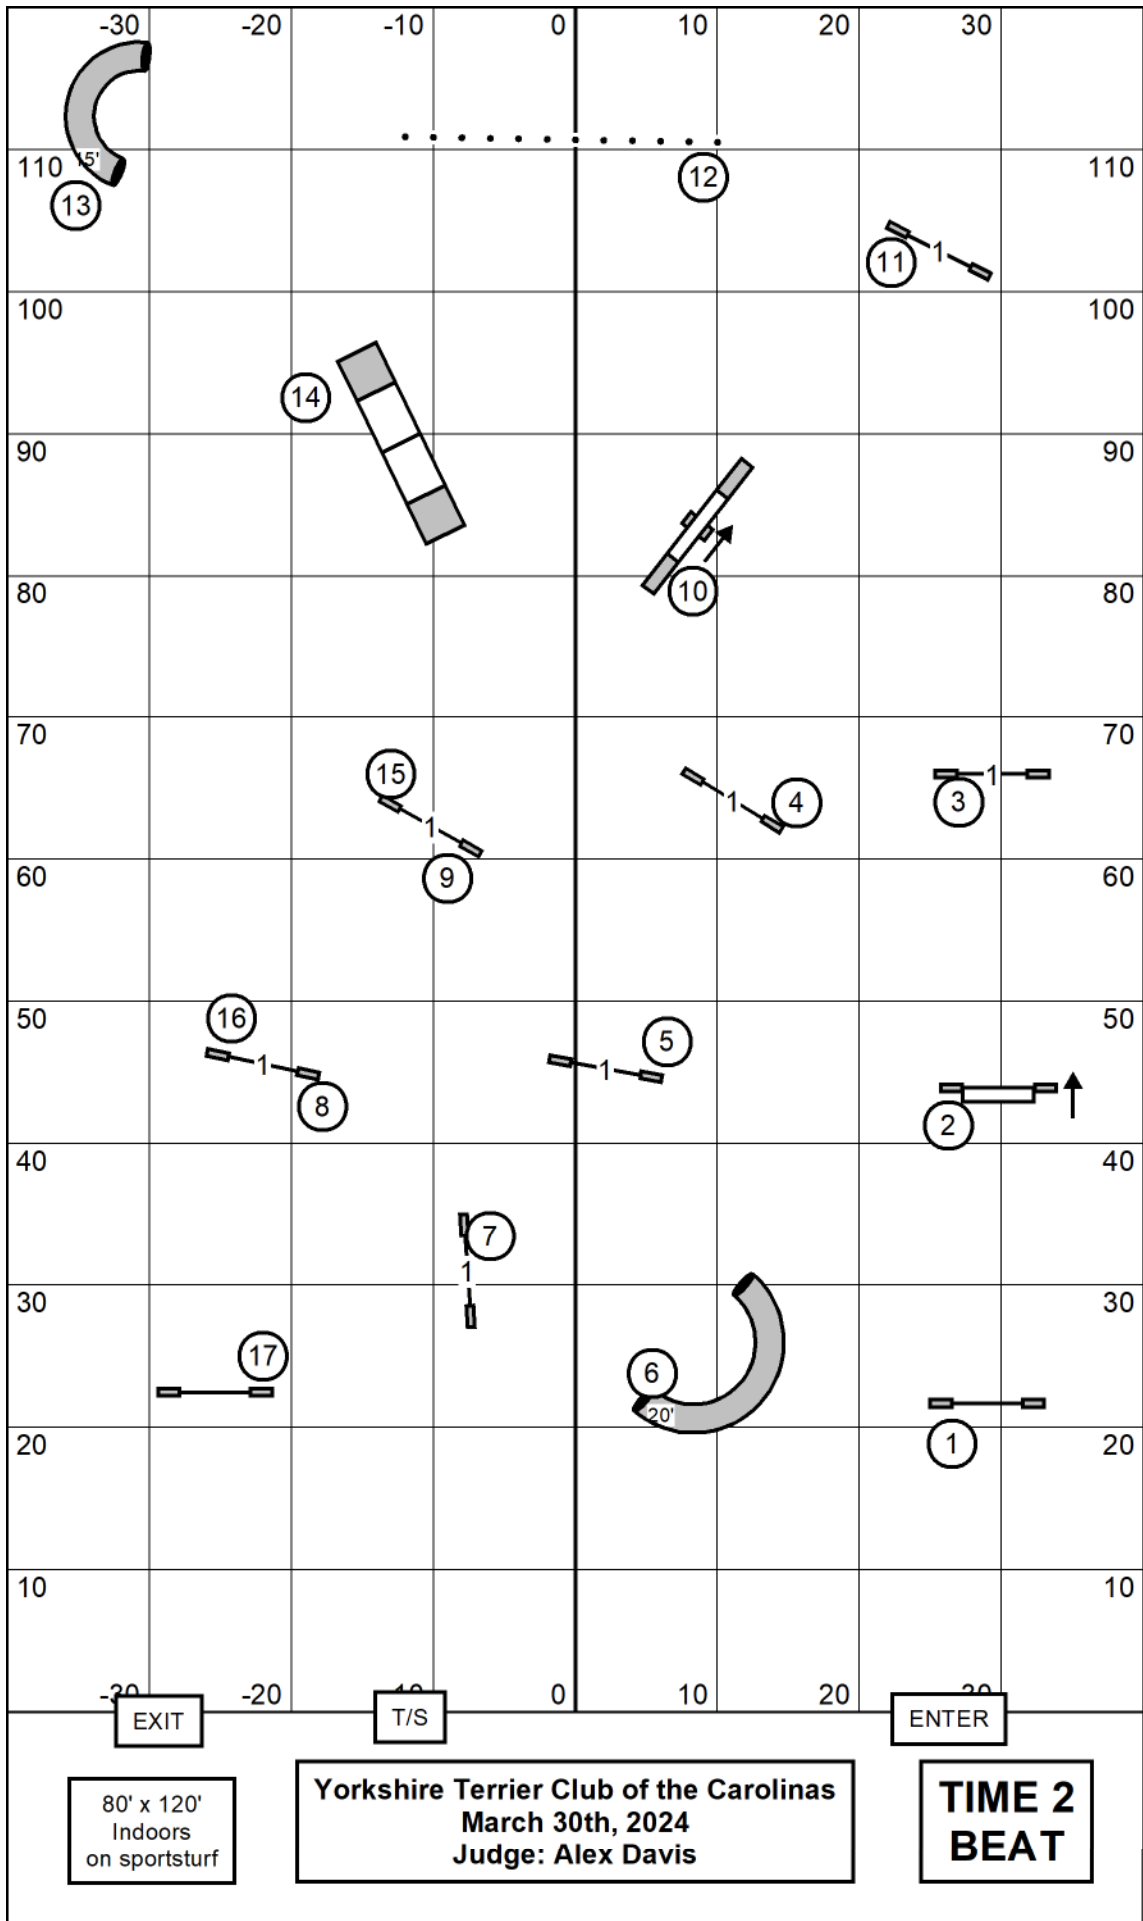 -30 -20 -10 0 10 20 30
15'
110 110
13 12
11 1
100 100
14
90 90
10
80 80
70 70
15 1 1 4 1 3
9
60 60
50 50
16 1 8 1 5
2
40 40
7
1
30 30
17 6
20'
20 1 20
10 10
-30 -20 -10 0 10 20 30
EXIT T/S ENTER
80' x 120'
Indoors
on sportsturf
Yorkshire Terrier Club of the Carolinas
March 30th, 2024
Judge: Alex Davis
TIME 2
BEAT